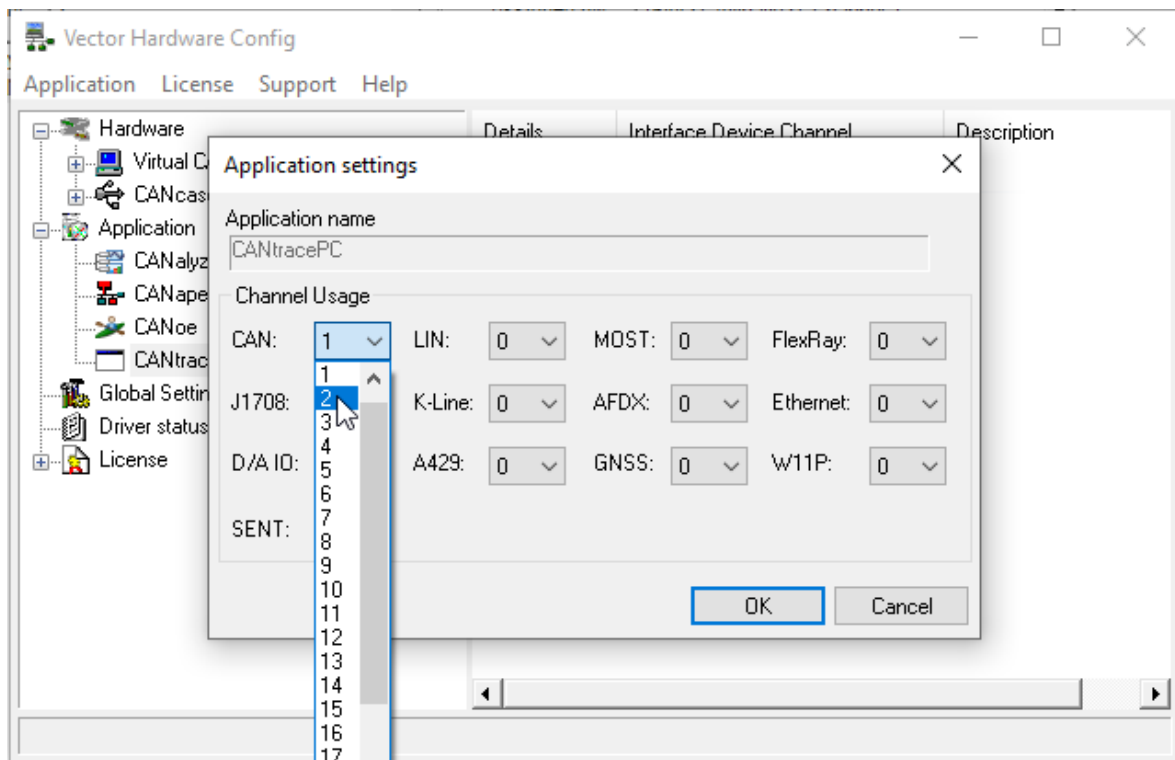 Vector Hardware Config
Application License Support Help
Hardware
Details Interface Device Channel Description
Virtual
CANcas
Application
CANalyz
CANape
CANoe
CANtrac
Global Settin
Driver status
License
Application settings
Application name
CANtracePC
Channel Usage
CAN: 1 LIN: 0 MOST: 0 FlexRay: 0
J1708: K-Line: 0 AFDX: 0 Ethernet: 0
D/A IO: A429: 0 GNSS: 0 W11P: 0
SENT:
1
2
3
4
5
6
7
8
9
10
11
12
13
14
15
16
17
OK Cancel